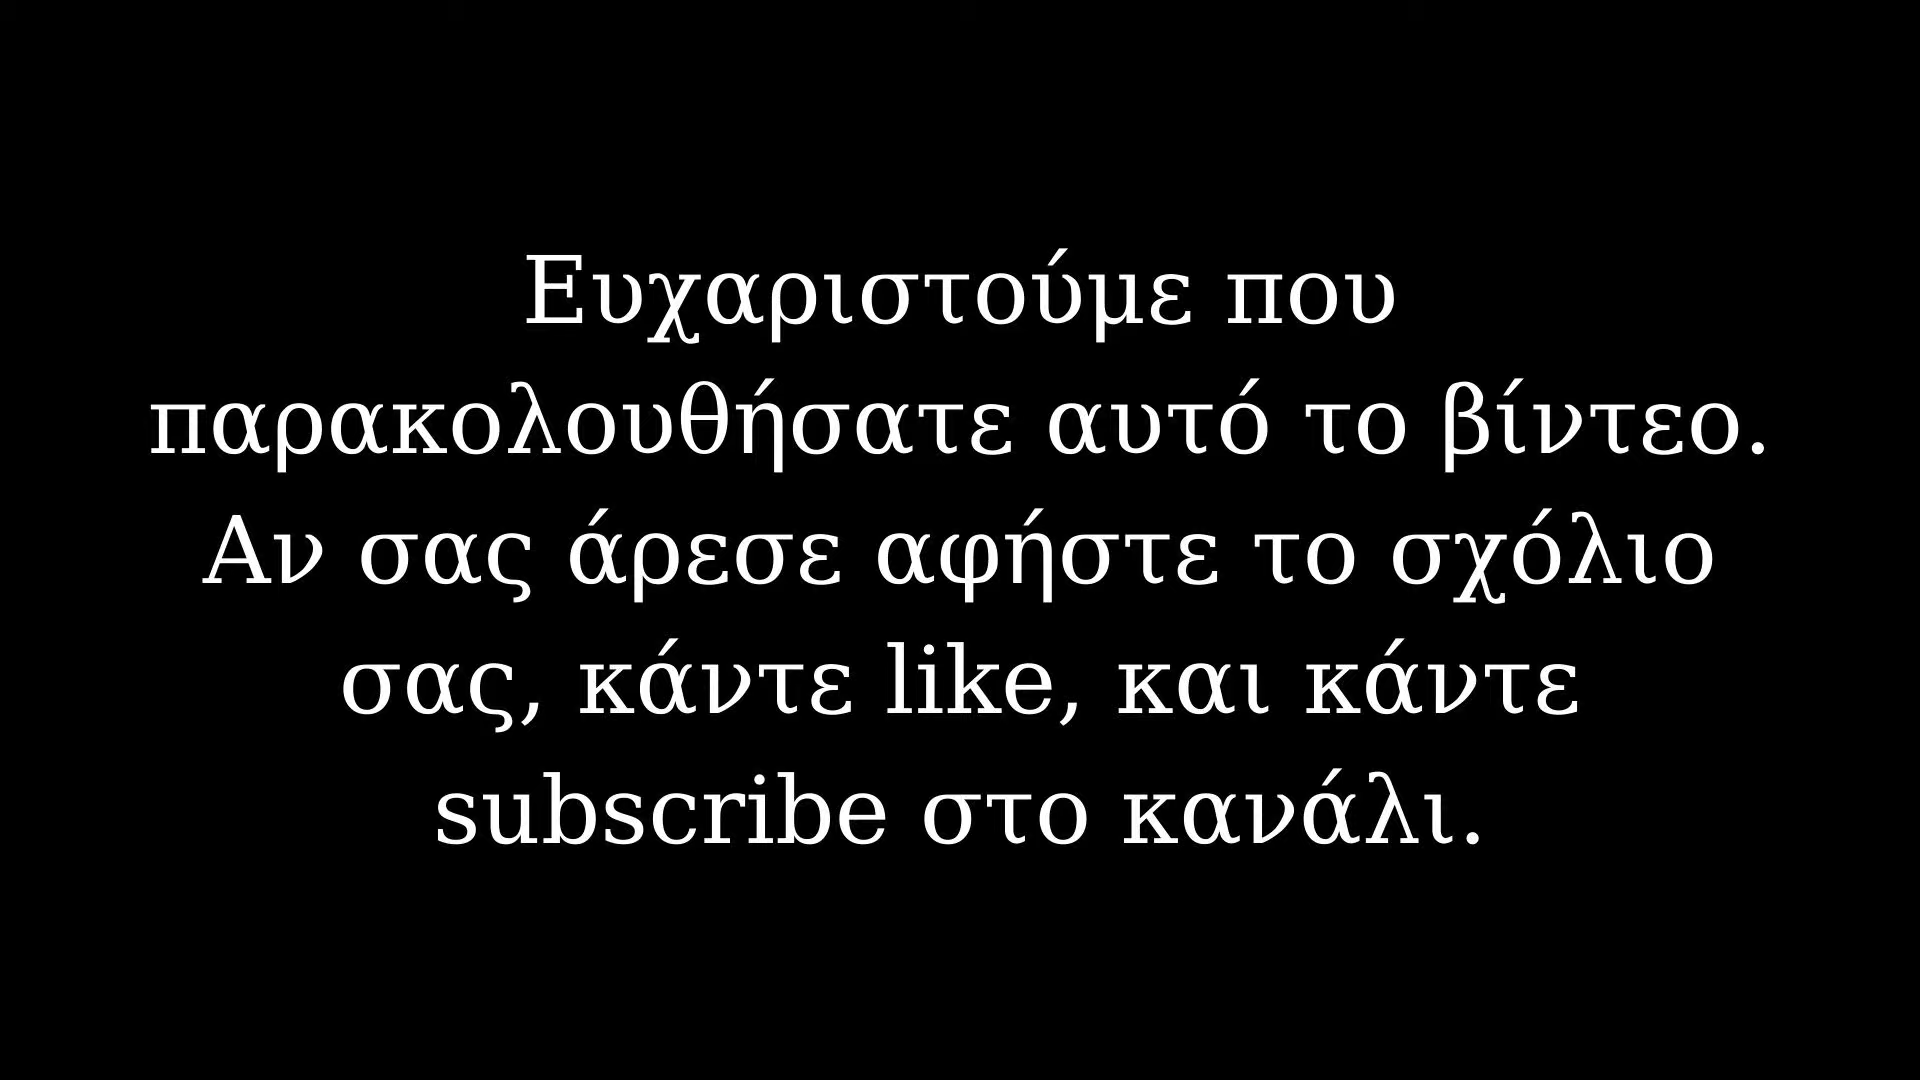 Ευχαριστούμε που
παρακολουθήσατε αυτό το βίντεο.
Αν σας άρεσε αφήστε το σχόλιο
σας, κάντε like, και κάντε
subscribe στο κανάλι.